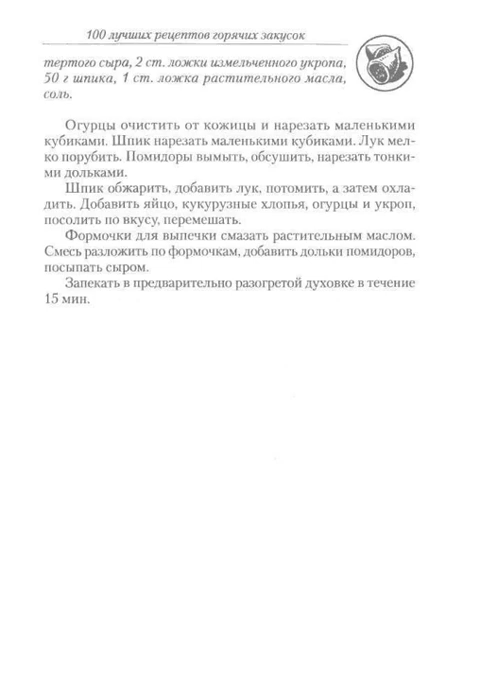 100 лучших рецептов горячих закусок
тертого сыра, 2 ст. ложки измельченного укропа,
50 г шпика, 1 ст. ложка растительного масла,
соль.
Огурцы очистить от кожицы и нарезать маленькими
кубиками. Шпик нарезать маленькими кубиками. Лук мел-
ко порубить. Помидоры вымыть, обсушить, нарезать тонки-
ми дольками.
Шпик обжарить, добавить лук, потомить, а затем охла-
дить. Добавить яйцо, кукурузные хлопья, огурцы и укроп,
посолить по вкусу, перемешать.
Формочки для выпечки смазать растительным маслом.
Смесь разложить по формочкам, добавить дольки помидоров,
посыпать сыром.
Запекать в предварительно разогретой духовке в течение
15 мин.